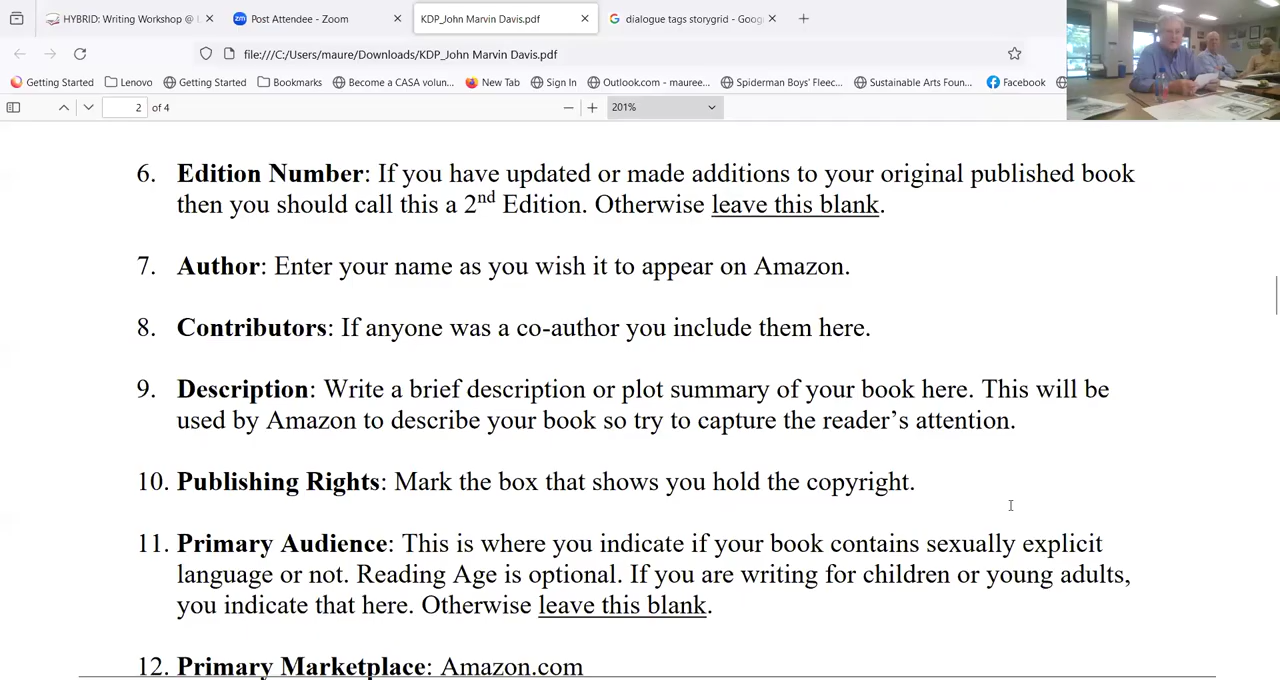 HYBRID: Writing Workshop @
Post Attendee - Zoom
KDP_John Marvin Davis.pdf
dialogue tags storygrid - Goog
file:///C:/Users/maure/Downloads/KDP_John Marvin Davis.pdf
Getting Started
Lenovo
Getting Started
Bookmarks
Become a CASA volun...
New Tab
Sign In
Outlook.com - mauree...
Spiderman Boys' Fleec...
Sustainable Arts Foun...
Facebook
2 of 4
201%
6. Edition Number: If you have updated or made additions to your original published book
then you should call this a 2nd Edition. Otherwise leave this blank.
7. Author: Enter your name as you wish it to appear on Amazon.
8. Contributors: If anyone was a co-author you include them here.
9. Description: Write a brief description or plot summary of your book here. This will be
used by Amazon to describe your book so try to capture the reader's attention.
10. Publishing Rights: Mark the box that shows you hold the copyright.
11. Primary Audience: This is where you indicate if your book contains sexually explicit
language or not. Reading Age is optional. If you are writing for children or young adults,
you indicate that here. Otherwise leave this blank.
12. Primary Marketplace: Amazon.com